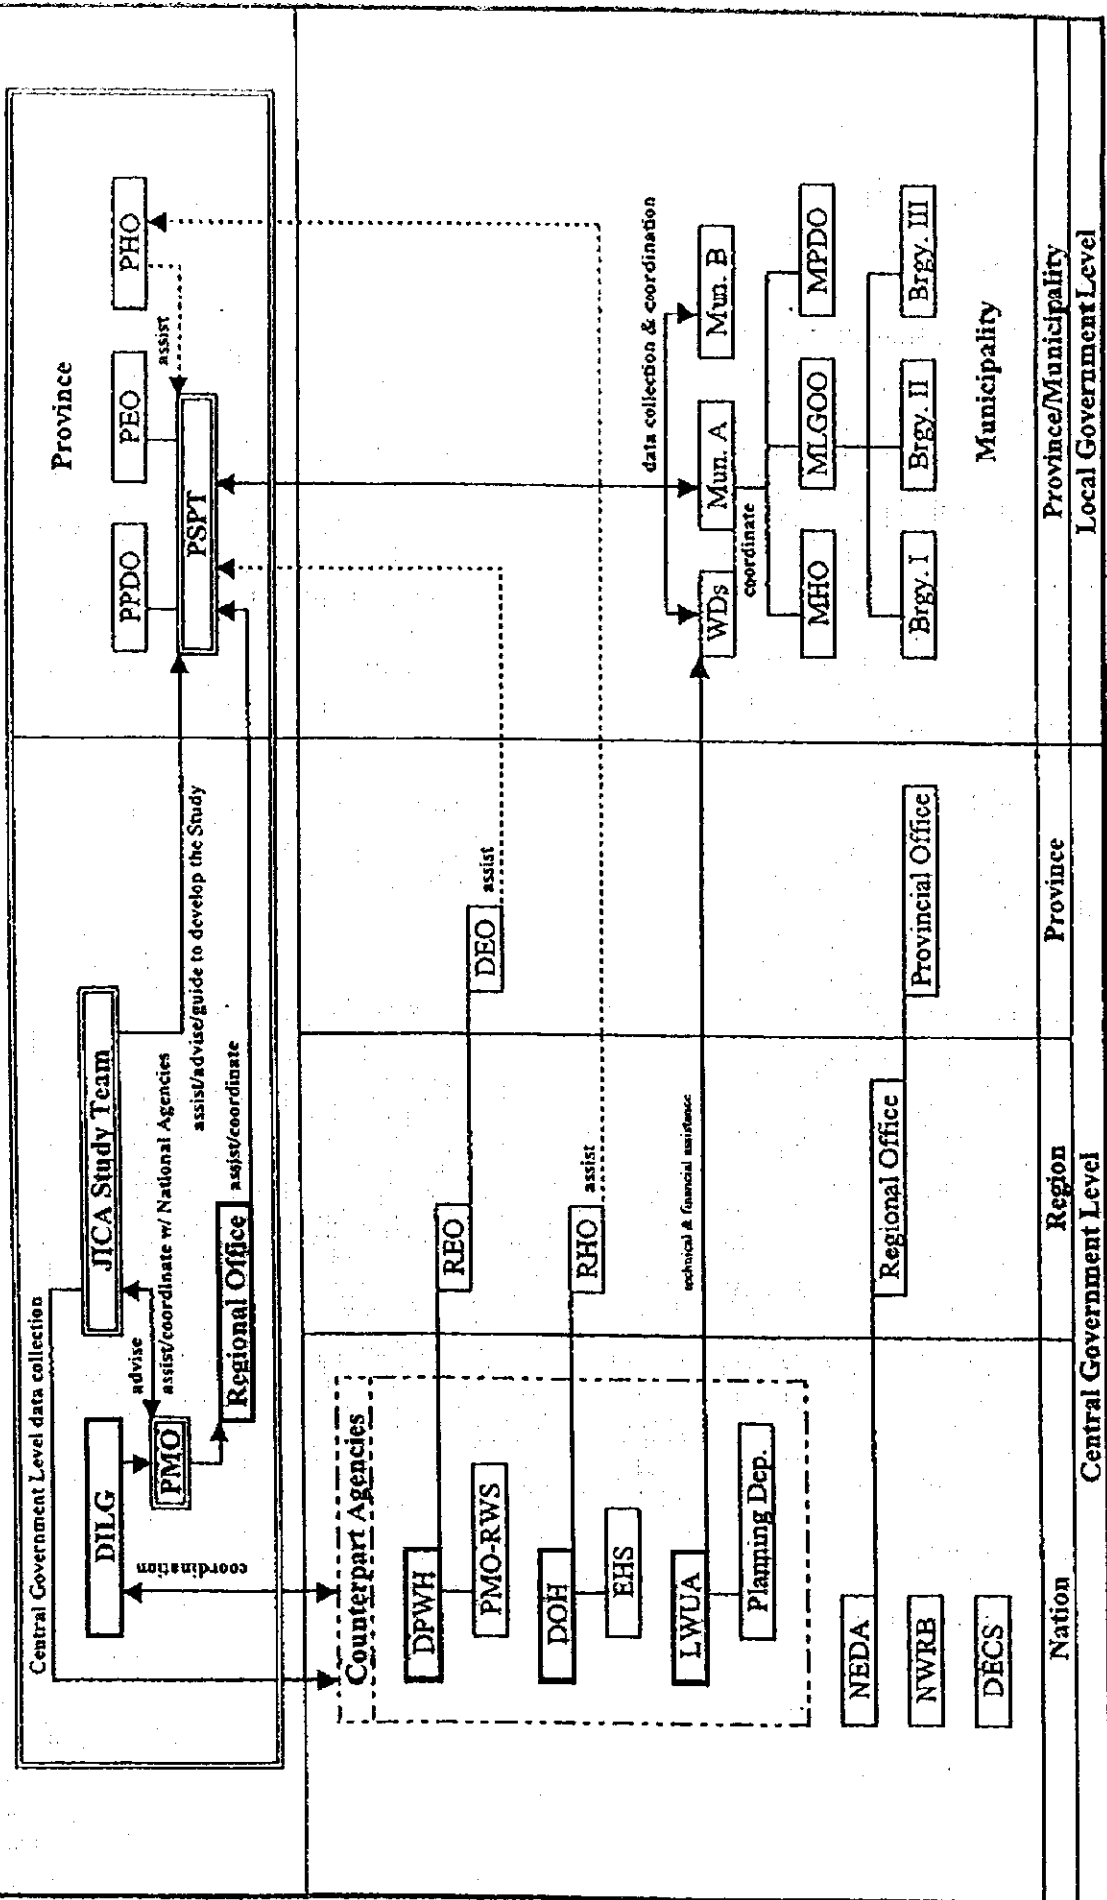 Central Government Level data collection
DILG
JICA Study Team
advise
assist/coordinate w/ National Agencies
PMO
coordination
Regional Office
assist/coordinate
assist/advise/guide to develop the Study
Province
PPDO
PEO
PHO
assist
PSPT
Counterpart Agencies
DPWH
PMO-RWS
REO
DEO
assist
DOH
EHS
RHO
assist
LWUA
Planning Dep.
technical & financial assistance
data collection & coordination
WDs
Mun. A
Mun. B
coordinate
MHO
MLGOO
MPDO
Brgy. I
Brgy. II
Brgy. III
Municipality
NEDA
Regional Office
Provincial Office
NWRB
DECS
Nation
Region
Province
Province/Municipality
Central Government Level
Local Government Level